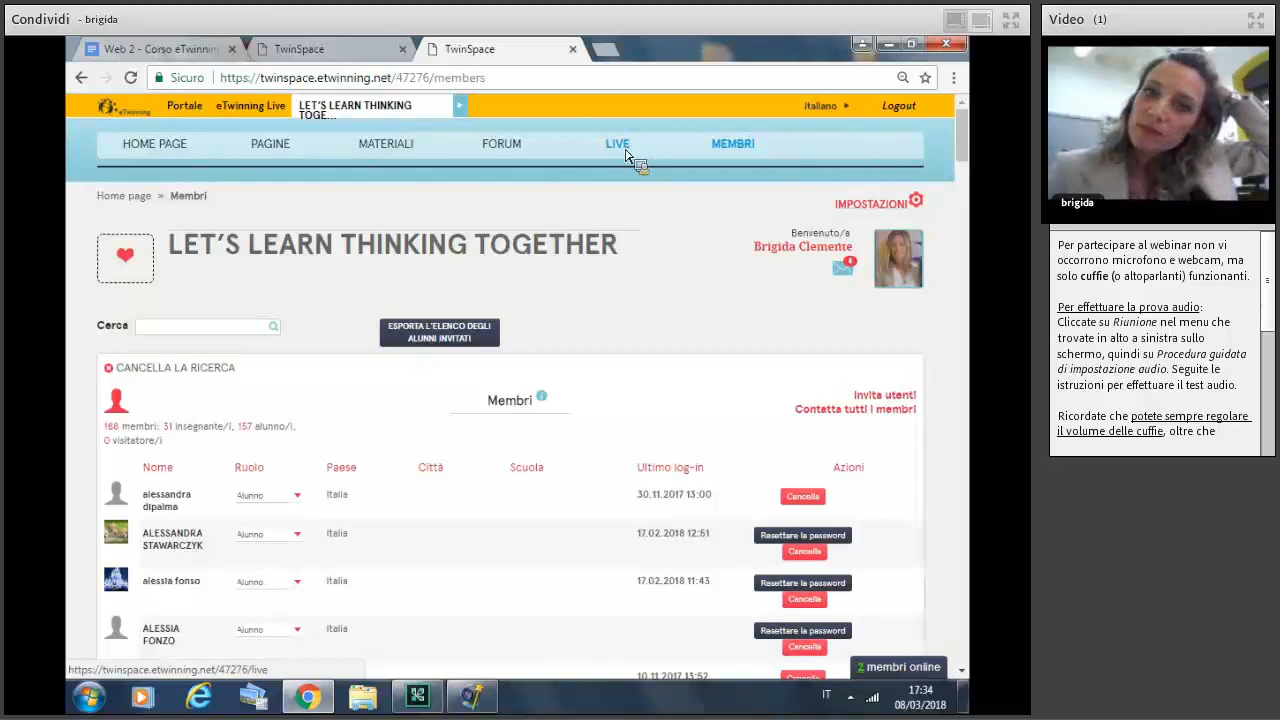 Condividi - brigida
Video (1)
Web 2 - Corso eTwinnin
TwinSpace
TwinSpace
Sicuro
https://twinspace.etwinning.net/47276/members
eTwinning
Portale
eTwinning Live
LET'S LEARN THINKING
TOGE...
Italiano
Logout
HOME PAGE
PAGINE
MATERIALI
FORUM
LIVE
MEMBRI
Home page » Membri
IMPOSTAZIONI
LET'S LEARN THINKING TOGETHER
Benvenuto/a
Brigida Clemente
Cerca
ESPORTA L'ELENCO DEGLI
ALUNNI INVITATI
CANCELLA LA RICERCA
Membri
Invita utenti
Contatta tutti i membri
188 membri: 31 insegnante/i, 157 alunno/i,
0 visitatore/i
Nome Ruolo Paese Città Scuola Ultimo log-in Azioni
alessandra
dipalma
Alunno
Italia
30.11.2017 13:00
Cancella
ALESSANDRA
STAWARCZYK
Alunno
Italia
17.02.2018 12:51
Resettare la password
Cancella
alessia fonso
Alunno
Italia
17.02.2018 11:43
Resettare la password
Cancella
ALESSIA
FONZO
Alunno
Italia
Resettare la password
Cancella
10.11.2017 13:52
Cancella
https://twinspace.etwinning.net/47276/live
2 membri online
IT
17:34
08/03/2018
brigida
Per partecipare al webinar non vi
occorrono microfono e webcam, ma
solo cuffie (o altoparlanti) funzionanti.
Per effettuare la prova audio:
Cliccate su Riunione nel menu che
trovate in alto a sinistra sullo
schermo, quindi su Procedura guidata
di impostazione audio. Seguite le
istruzioni per effettuare il test audio.
Ricordate che potete sempre regolare
il volume delle cuffie, oltre che